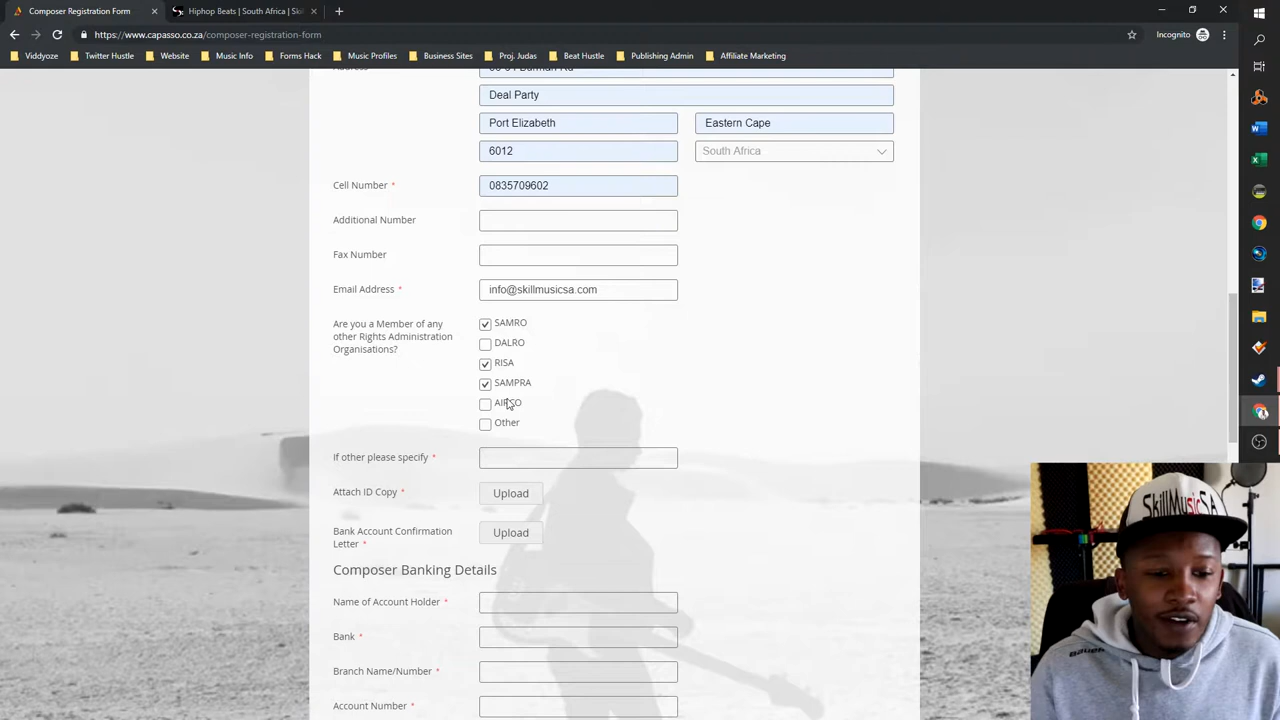 Composer Registration Form
Hiphop Beats | South Africa | Ski
https://www.capasso.co.za/composer-registration-form
Incognito
Viddyoze
Twitter Hustle
Website
Music Info
Forms Hack
Music Profiles
Business Sites
Proj. Judas
Beat Hustle
Publishing Admin
Affiliate Marketing
Deal Party
Port Elizabeth
Eastern Cape
6012
South Africa
Cell Number *
0835709602
Additional Number
Fax Number
Email Address *
info@skillmusicsa.com
Are you a Member of any
other Rights Administration
Organisations?
SAMRO
DALRO
RISA
SAMPRA
AIRCO
Other
If other please specify *
Attach ID Copy *
Upload
Bank Account Confirmation
Letter *
Upload
Composer Banking Details
Name of Account Holder *
Bank *
Branch Name/Number *
Account Number *
SkillMusicSA